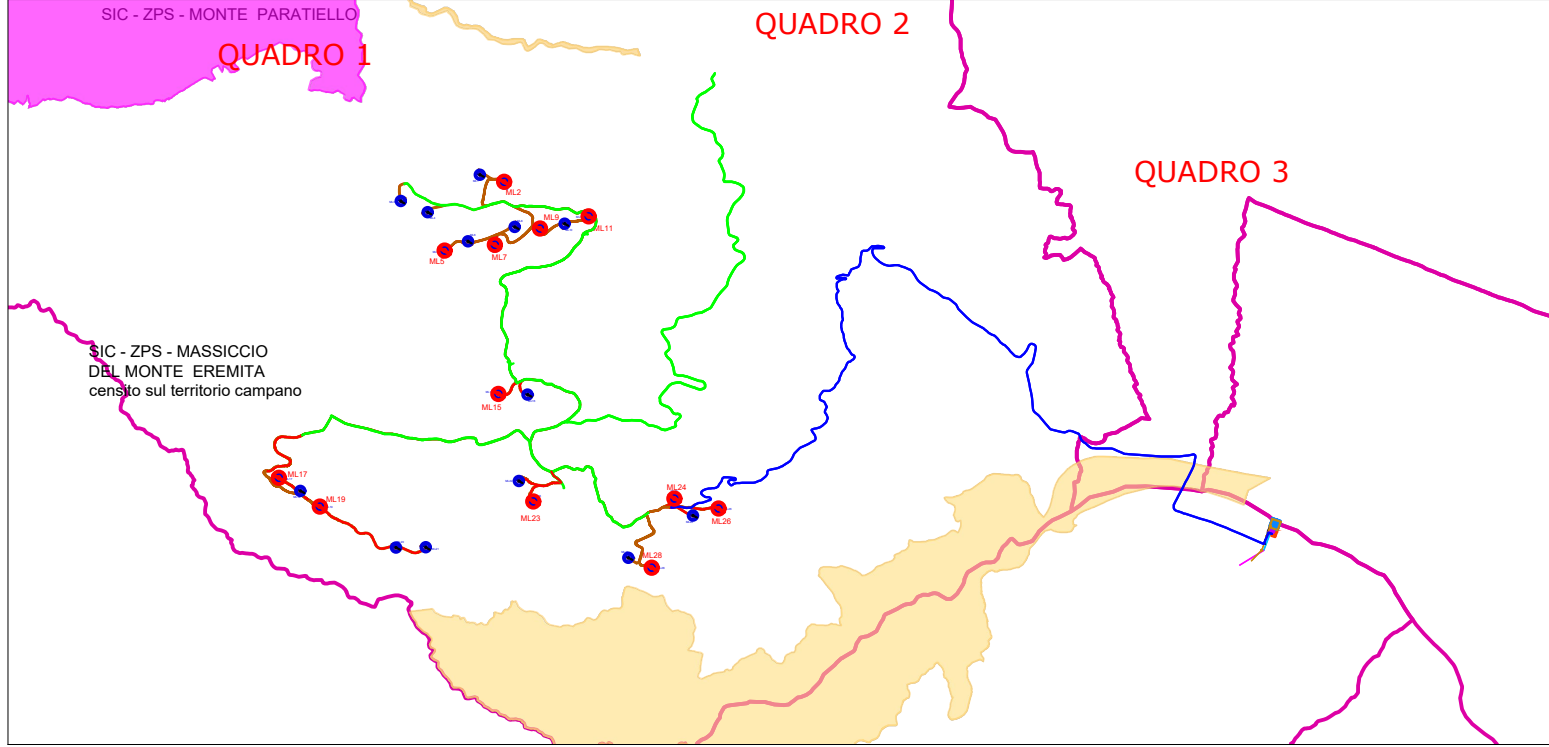 SIC - ZPS - MONTE PARATIELLO
QUADRO 1
QUADRO 2
QUADRO 3
ML2
ML9
ML11
ML5
ML7
SIC - ZPS - MASSICCIO
DEL MONTE EREMITA
censito sul territorio campano
ML15
ML17
ML19
ML23
ML24
ML26
ML28